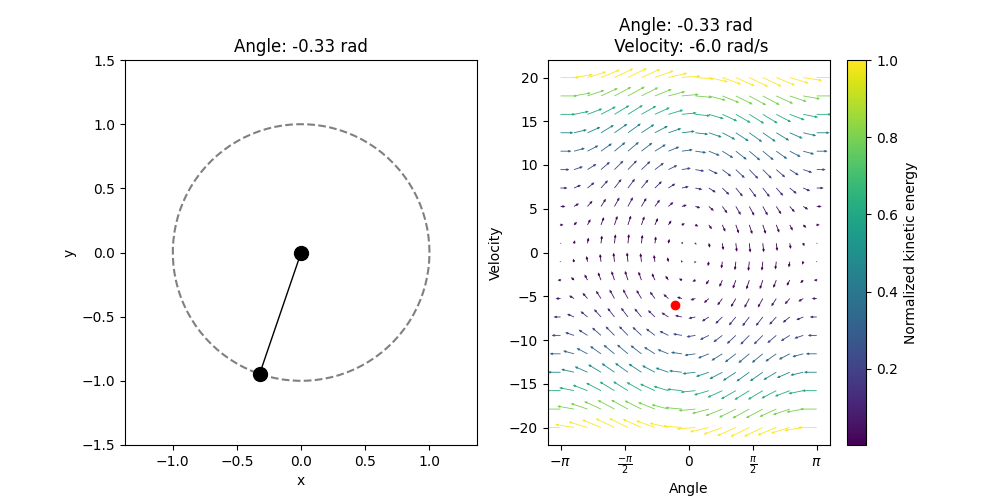 Angle: -0.33 rad
1.5
1.0
0.5
0.0
−0.5
−1.0
−1.5
y
−1.0
−0.5
0.0
0.5
1.0
x
Angle: -0.33 rad
Velocity: -6.0 rad/s
20
15
10
5
0
−5
−10
−15
−20
Velocity
−π
−π/2
0
π/2
π
Angle
1.0
0.8
0.6
0.4
0.2
Normalized kinetic energy